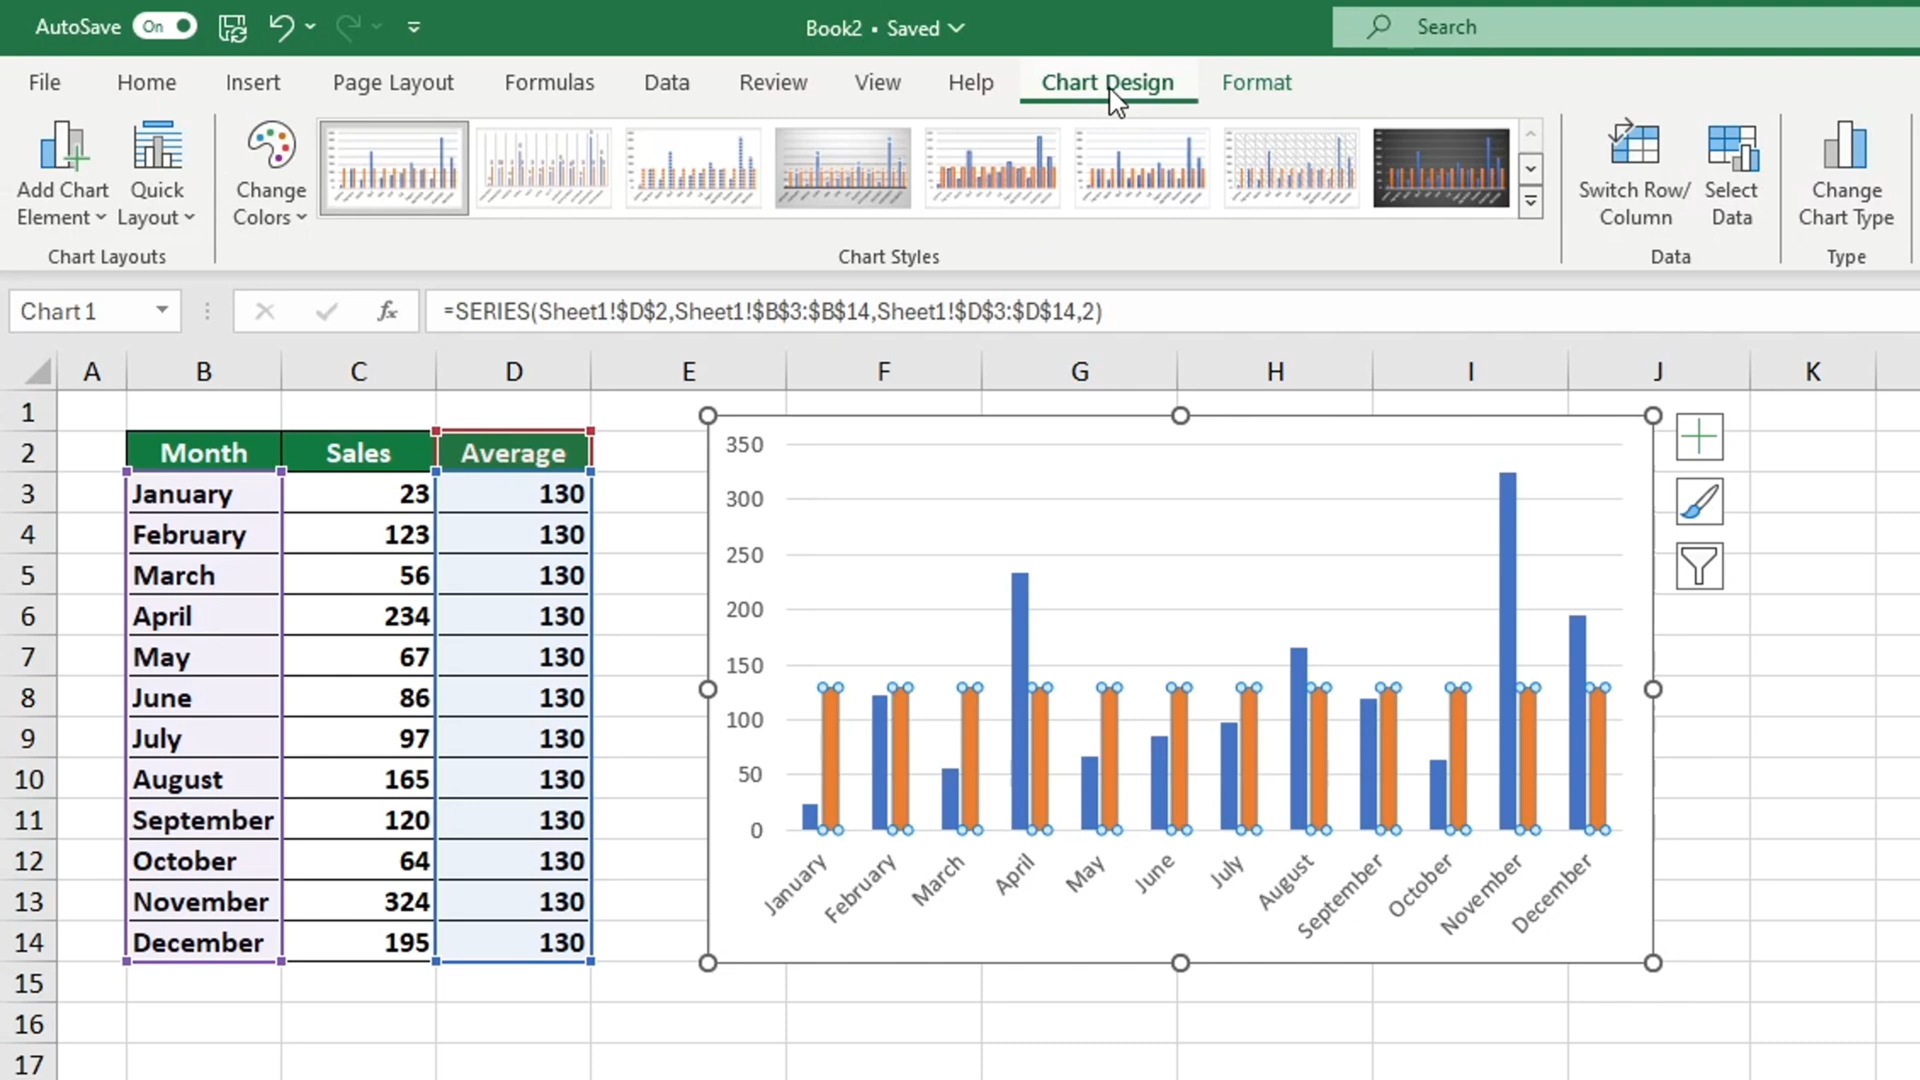 AutoSave On
Book2 • Saved
Search
File Home Insert Page Layout Formulas Data Review View Help Chart Design Format
Add Chart Element
Quick Layout
Change Colors
Switch Row/ Column
Select Data
Change Chart Type
Chart Layouts
Chart Styles
Data
Type
Chart 1
fx
=SERIES(Sheet1!$D$2,Sheet1!$B$3:$B$14,Sheet1!$D$3:$D$14,2)
A B C D E F G H I J K
1
2 Month Sales Average
3 January 23 130
4 February 123 130
5 March 56 130
6 April 234 130
7 May 67 130
8 June 86 130
9 July 97 130
10 August 165 130
11 September 120 130
12 October 64 130
13 November 324 130
14 December 195 130
15
16
17
350
300
250
200
150
100
50
0
January February March April May June July August September October November December